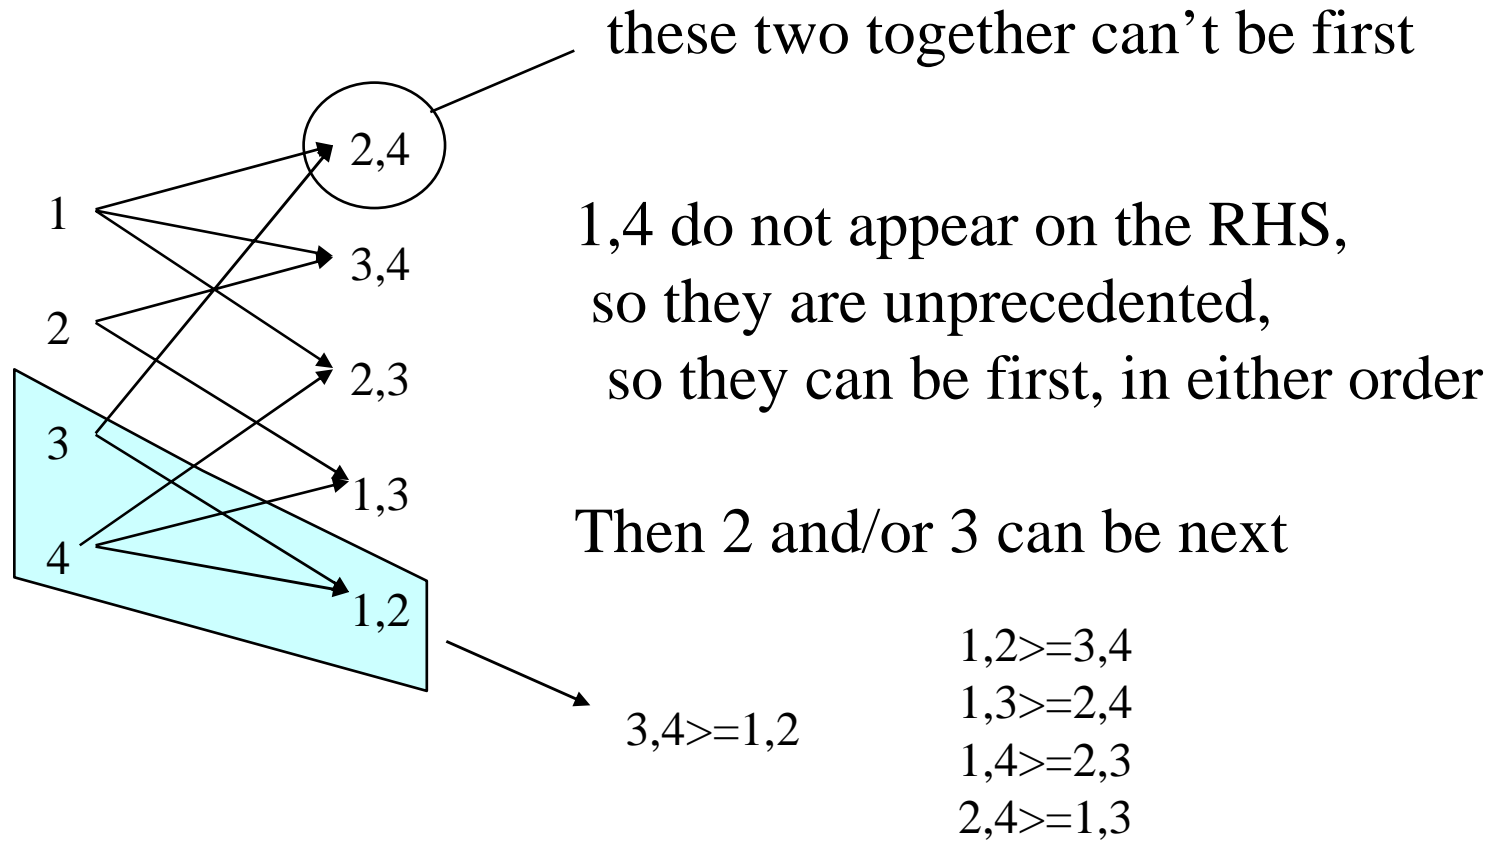 these two together can’t be first
2,4
1
3,4
2
2,3
3
1,3
4
1,2
1,4 do not appear on the RHS,
so they are unprecedented,
so they can be first, in either order
Then 2 and/or 3 can be next
3,4>=1,2
1,2>=3,4
1,3>=2,4
1,4>=2,3
2,4>=1,3